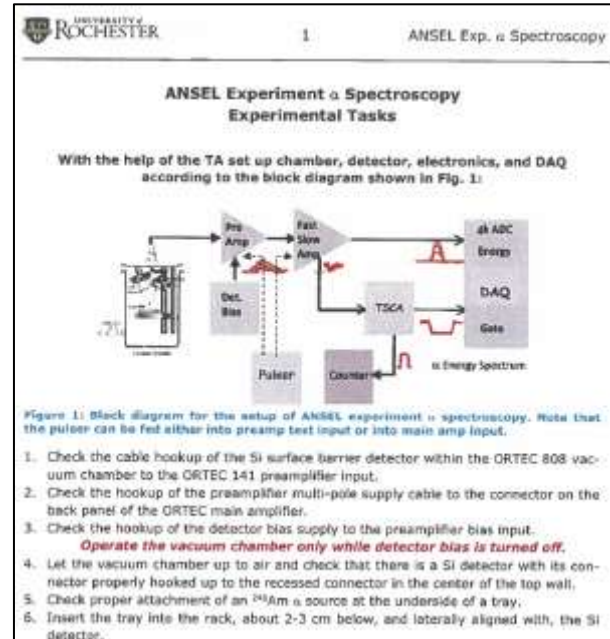 UNIVERSITY of
ROCHESTER
1
ANSEL Exp. α Spectroscopy
ANSEL Experiment α Spectroscopy
Experimental Tasks
With the help of the TA set up chamber, detector, electronics, and DAQ
according to the block diagram shown in Fig. 1:
Pre
Amp
Fast
Slow
Amp
4k ADC
Energy
DAQ
Gate
Det.
Bias
TSCA
Pulser
Counter
α Energy Spectrum
Figure 1: Block diagram for the setup of ANSEL experiment α spectroscopy. Note that
the pulser can be fed either into preamp test input or into main amp input.
1. Check the cable hookup of the Si surface barrier detector within the ORTEC 808 vac-
uum chamber to the ORTEC 141 preamplifier input.
2. Check the hookup of the preamplifier multi-pole supply cable to the connector on the
back panel of the ORTEC main amplifier.
3. Check the hookup of the detector bias supply to the preamplifier bias input.
Operate the vacuum chamber only while detector bias is turned off.
4. Let the vacuum chamber up to air and check that there is a Si detector with its con-
nector properly hooked up to the recessed connector in the center of the top wall.
5. Check proper attachment of an Am α source at the underside of a tray.
6. Insert the tray into the rack, about 2-3 cm below, and laterally aligned with, the Si
detector.